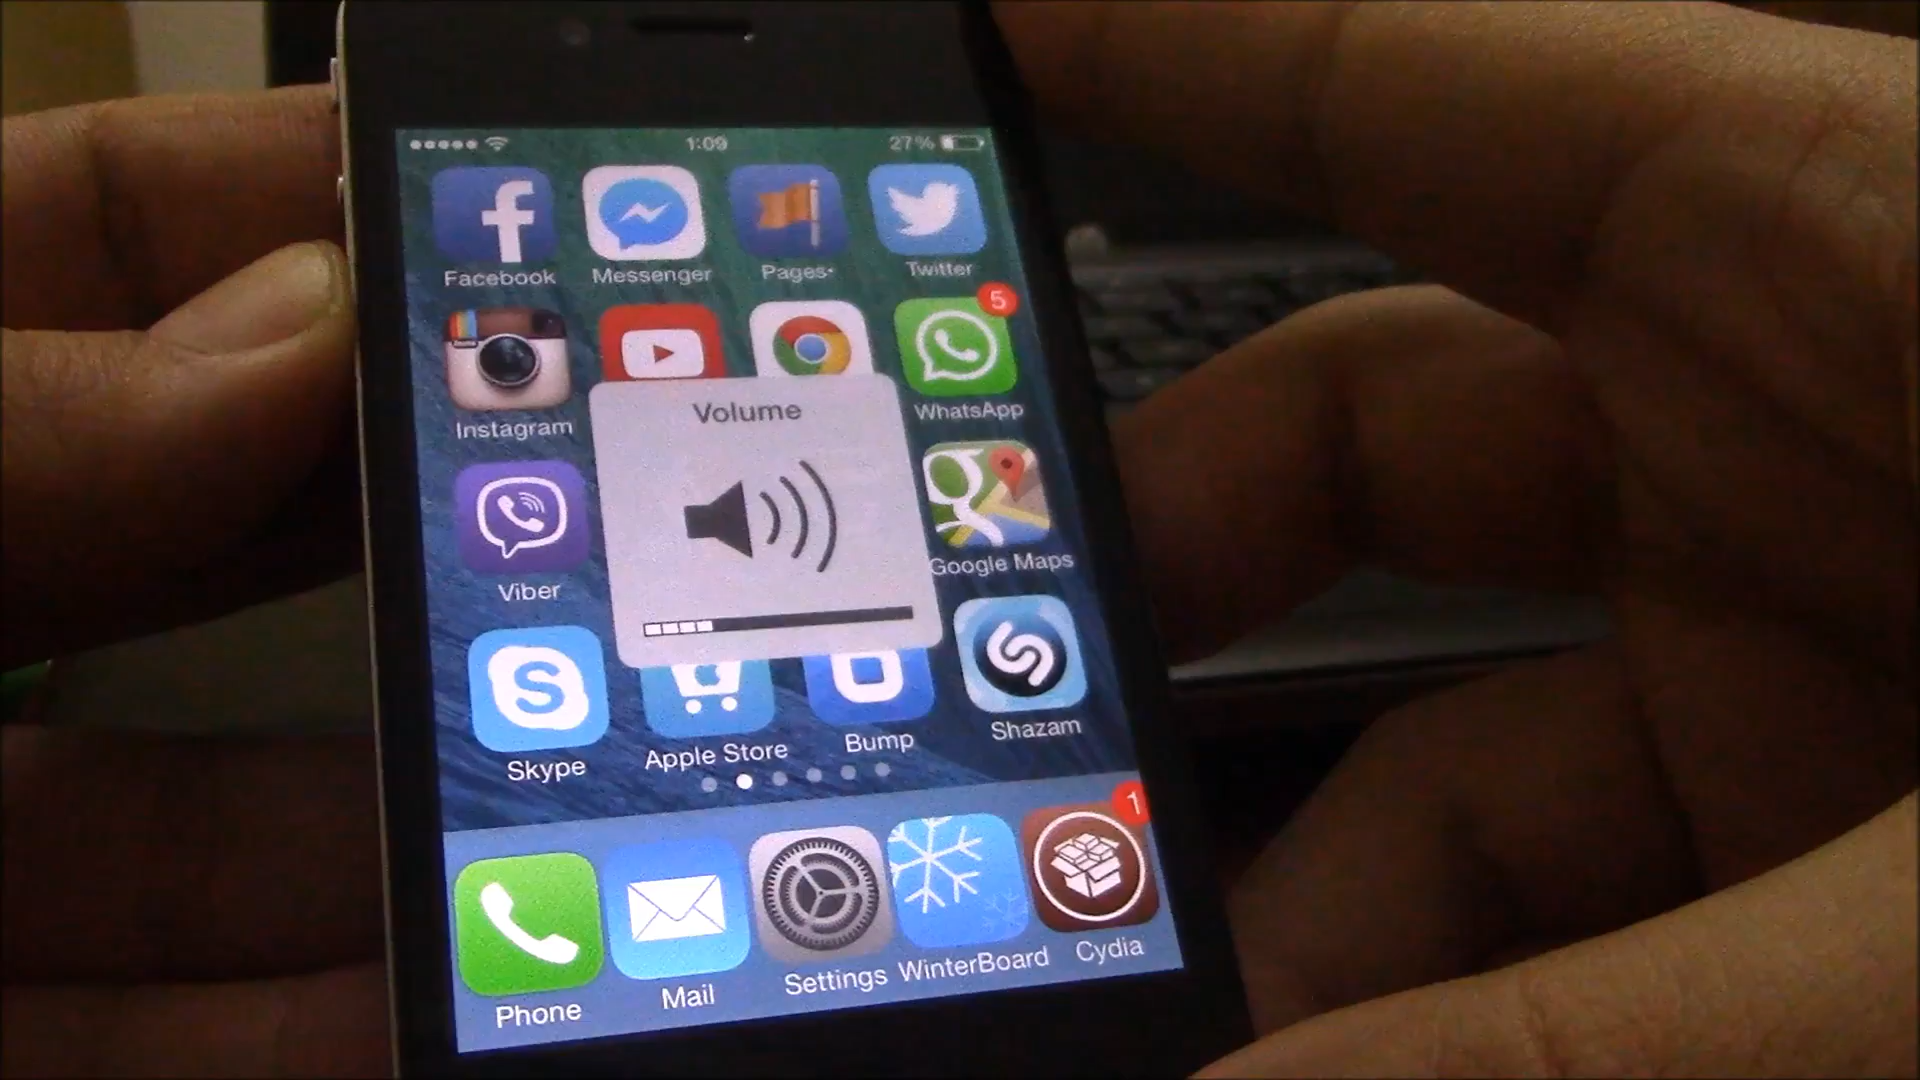 1:09 27%
Facebook Messenger Pages• Twitter
5
Instagram WhatsApp
Volume
Viber Google Maps
Skype Apple Store Bump Shazam
1
Phone Mail Settings WinterBoard Cydia